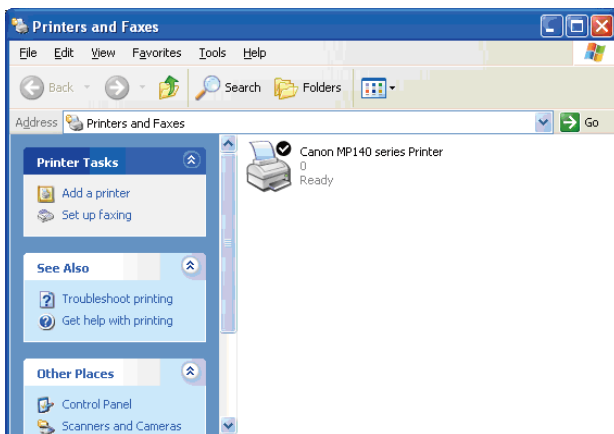 Printers and Faxes
File Edit View Favorites Tools Help
Back Search Folders
Address Printers and Faxes Go
Printer Tasks
Add a printer
Set up faxing
See Also
Troubleshoot printing
Get help with printing
Other Places
Control Panel
Scanners and Cameras
Canon MP140 series Printer
0
Ready